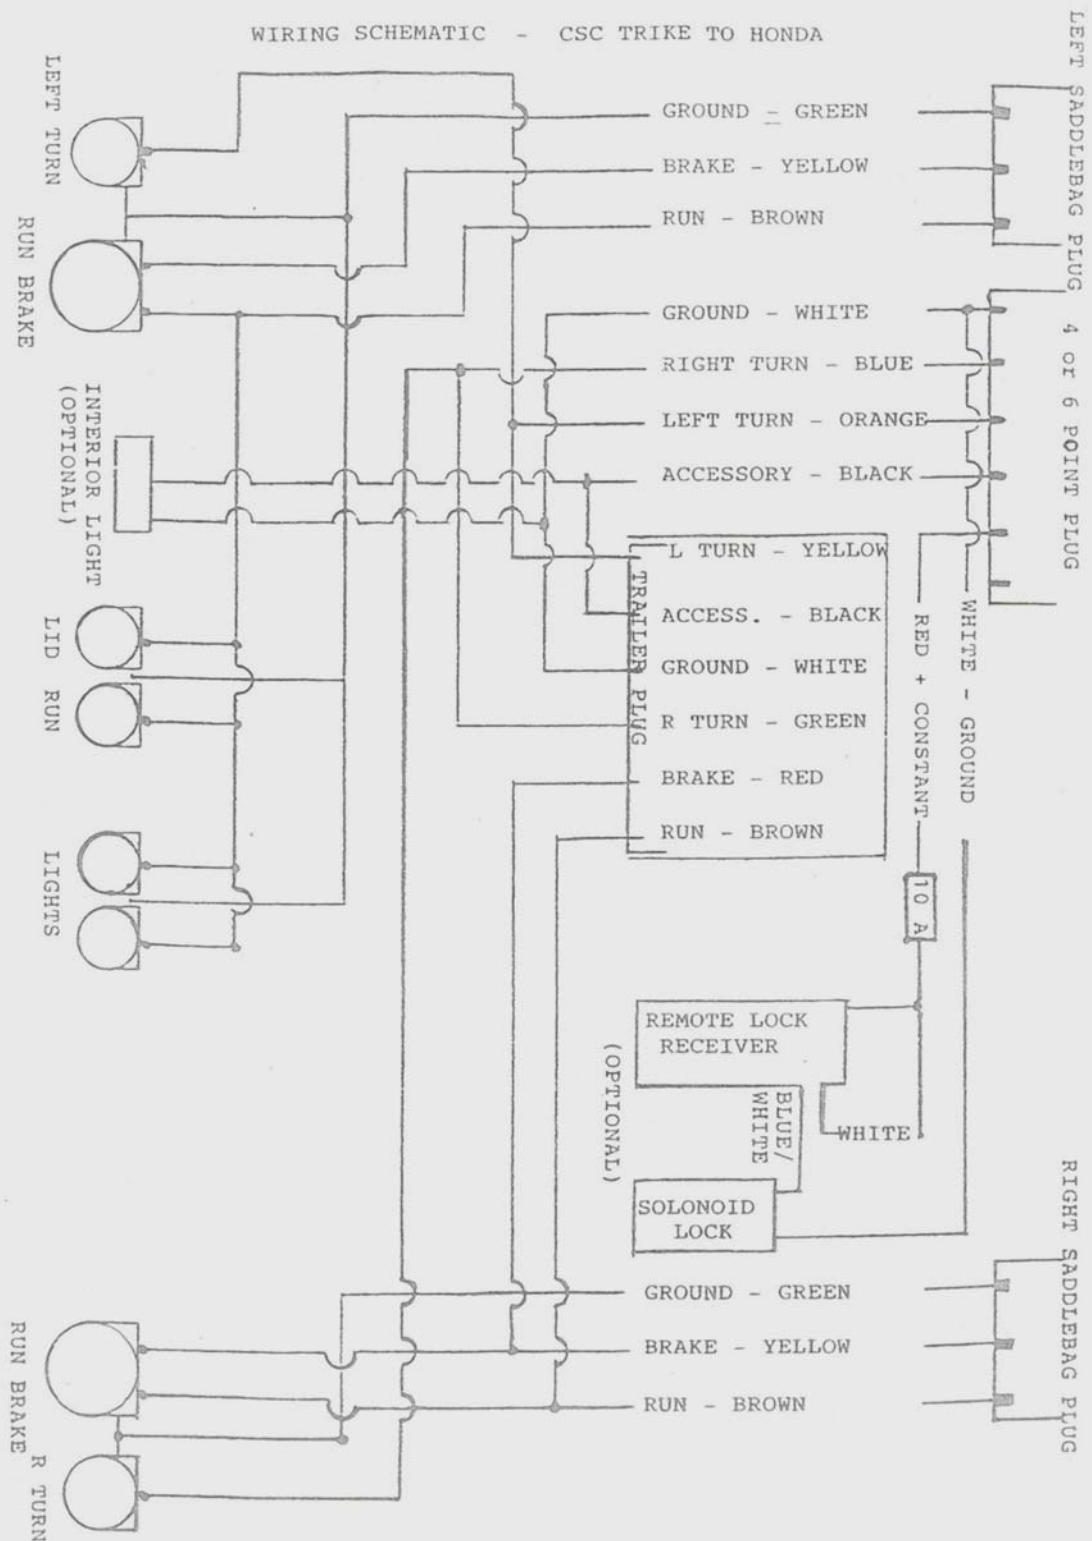 WIRING SCHEMATIC - CSC TRIKE TO HONDA
LEFT SADDLEBAG PLUG
LEFT TURN
GROUND - GREEN
BRAKE - YELLOW
RUN - BROWN
RUN BRAKE
4 or 6 POINT PLUG
GROUND - WHITE
RIGHT TURN - BLUE
LEFT TURN - ORANGE
ACCESSORY - BLACK
INTERIOR LIGHT
(OPTIONAL)
TRAILER PLUG
L TURN - YELLOW
ACCESS. - BLACK
GROUND - WHITE
R TURN - GREEN
BRAKE - RED
RUN - BROWN
RED + CONSTANT
WHITE - GROUND
LID RUN
LIGHTS
10 A
REMOTE LOCK
RECEIVER
(OPTIONAL)
BLUE/
WHITE
WHITE
SOLONOID
LOCK
RIGHT SADDLEBAG PLUG
GROUND - GREEN
BRAKE - YELLOW
RUN - BROWN
RUN BRAKE
R TURN